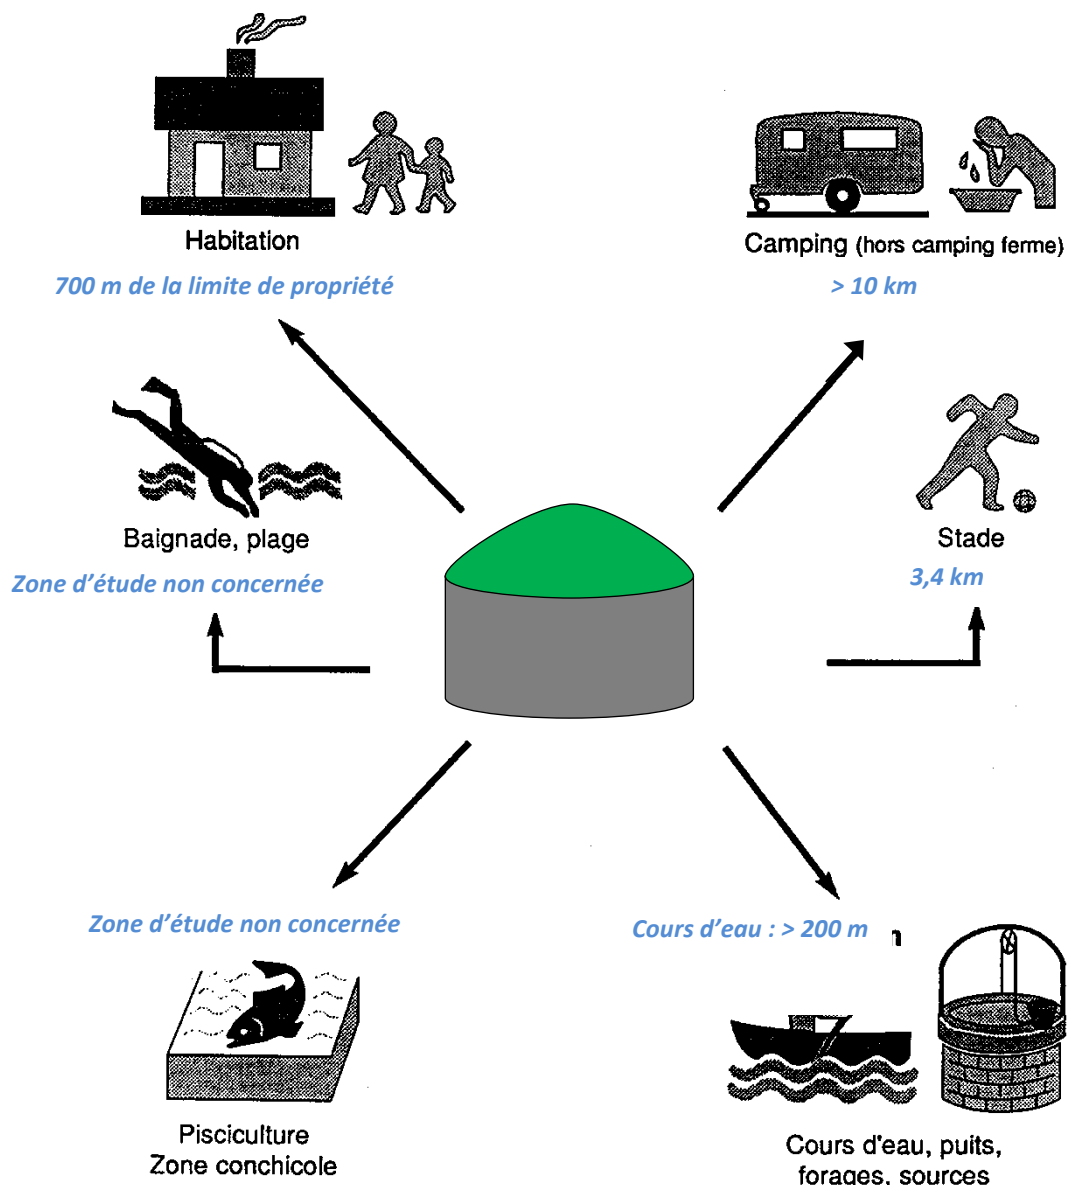 Habitation
700 m de la limite de propriété
Camping (hors camping ferme)
> 10 km
Baignade, plage
Zone d'étude non concernée
Stade
3,4 km
Zone d'étude non concernée
Pisciculture
Zone conchicole
Cours d'eau : > 200 m
Cours d'eau, puits,
forages, sources